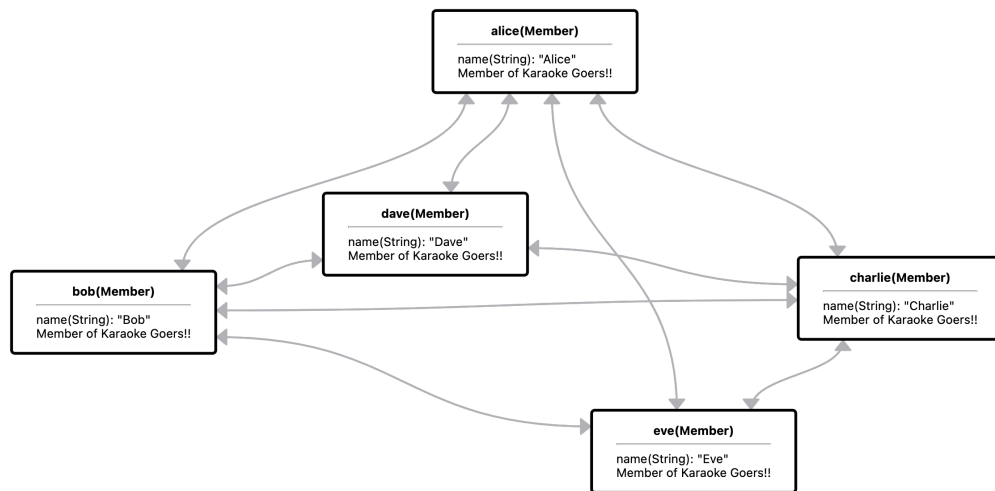 alice(Member)
name(String): "Alice"
Member of Karaoke Goers!!
dave(Member)
name(String): "Dave"
Member of Karaoke Goers!!
bob(Member)
name(String): "Bob"
Member of Karaoke Goers!!
charlie(Member)
name(String): "Charlie"
Member of Karaoke Goers!!
eve(Member)
name(String): "Eve"
Member of Karaoke Goers!!